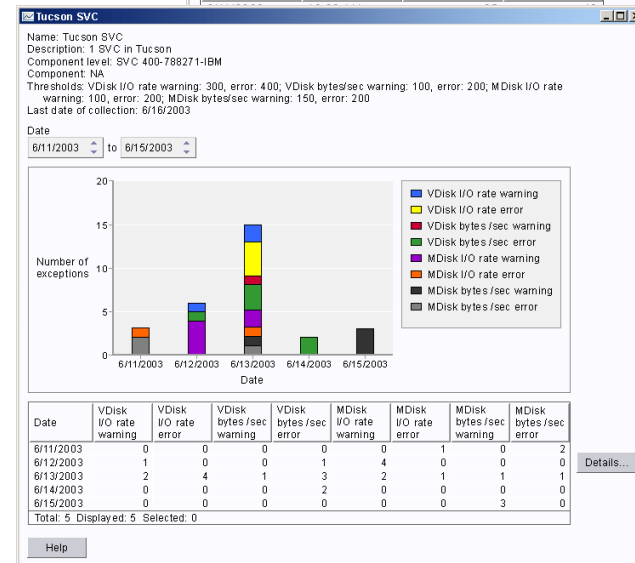 Tucson SVC
Name: Tucson SVC
Description: 1 SVC in Tucson
Component level: SVC 400-788271-IBM
Component: NA
Thresholds: VDisk I/O rate warning: 300, error: 400; VDisk bytes/sec warning: 100, error: 200; MDisk I/O rate
warning: 100, error: 200; MDisk bytes/sec warning: 150, error: 200
Last date of collection: 6/16/2003
Date
6/11/2003 to 6/15/2003
20
15
10
5
0
Number of
exceptions
6/11/2003 6/12/2003 6/13/2003 6/14/2003 6/15/2003
Date
VDisk I/O rate warning
VDisk I/O rate error
VDisk bytes /sec warning
VDisk bytes /sec error
MDisk I/O rate warning
MDisk I/O rate error
MDisk bytes /sec warning
MDisk bytes /sec error
Date VDisk I/O rate warning VDisk I/O rate error VDisk bytes /sec warning VDisk bytes /sec error MDisk I/O rate warning MDisk I/O rate error MDisk bytes /sec warning MDisk bytes /sec error
6/11/2003 0 0 0 0 0 1 0 2
6/12/2003 1 0 0 1 4 0 0 0
6/13/2003 2 4 1 3 2 1 1 1
6/14/2003 0 0 0 2 0 0 0 0
6/15/2003 0 0 0 0 0 0 3 0
Total: 5 Displayed: 5 Selected: 0
Details...
Help